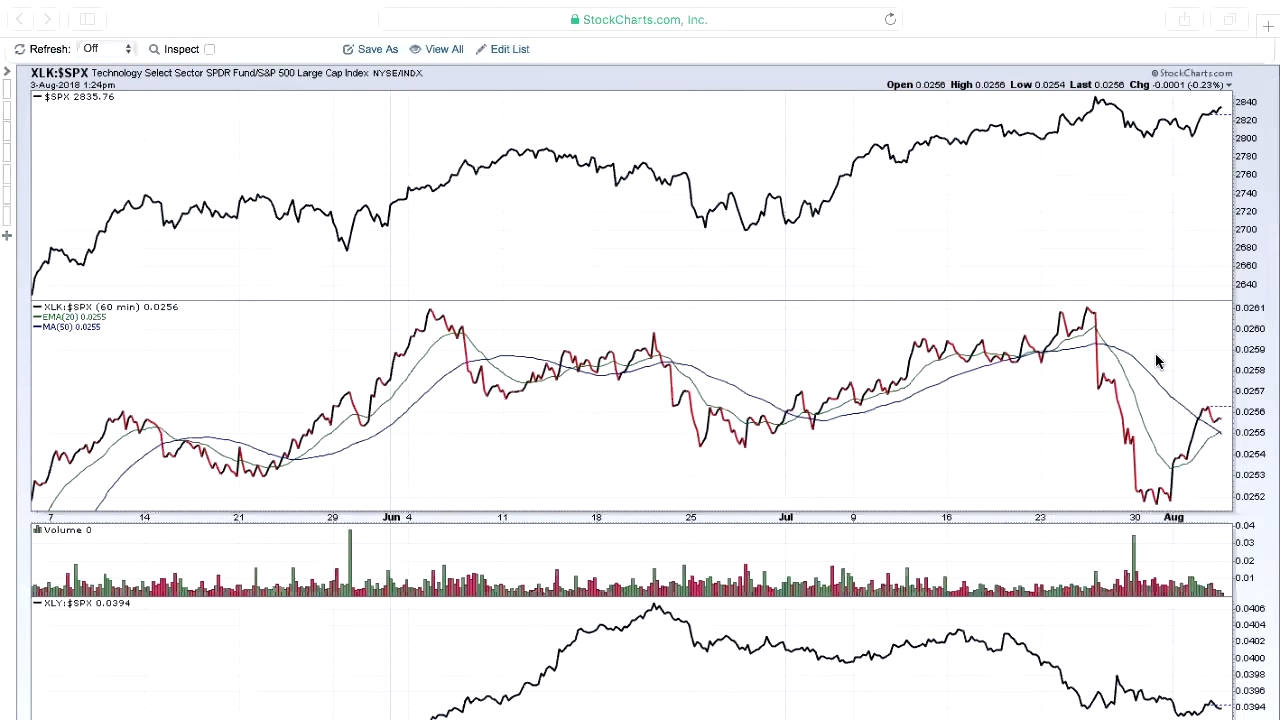 StockCharts.com, Inc.
Refresh: Off Inspect Save As View All Edit List
XLK:$SPX Technology Select Sector SPDR Fund/S&P 500 Large Cap Index NYSE/INDX
© StockCharts.com
3-Aug-2018 1:24pm
Open 0.0256 High 0.0256 Low 0.0254 Last 0.0256 Chg -0.0001 (-0.23%)
$SPX 2835.76
2840
2820
2800
2780
2760
2740
2720
2700
2680
2660
2640
XLK:$SPX (60 min) 0.0256
EMA(20) 0.0255
MA(50) 0.0255
0.0261
0.0260
0.0259
0.0258
0.0257
0.0256
0.0255
0.0254
0.0253
0.0252
7 14 21 29 Jun 4 11 18 25 Jul 9 16 23 30 Aug
Volume 0
0.04
0.03
0.02
0.01
XLY:$SPX 0.0394
0.0406
0.0404
0.0402
0.0400
0.0398
0.0396
0.0394